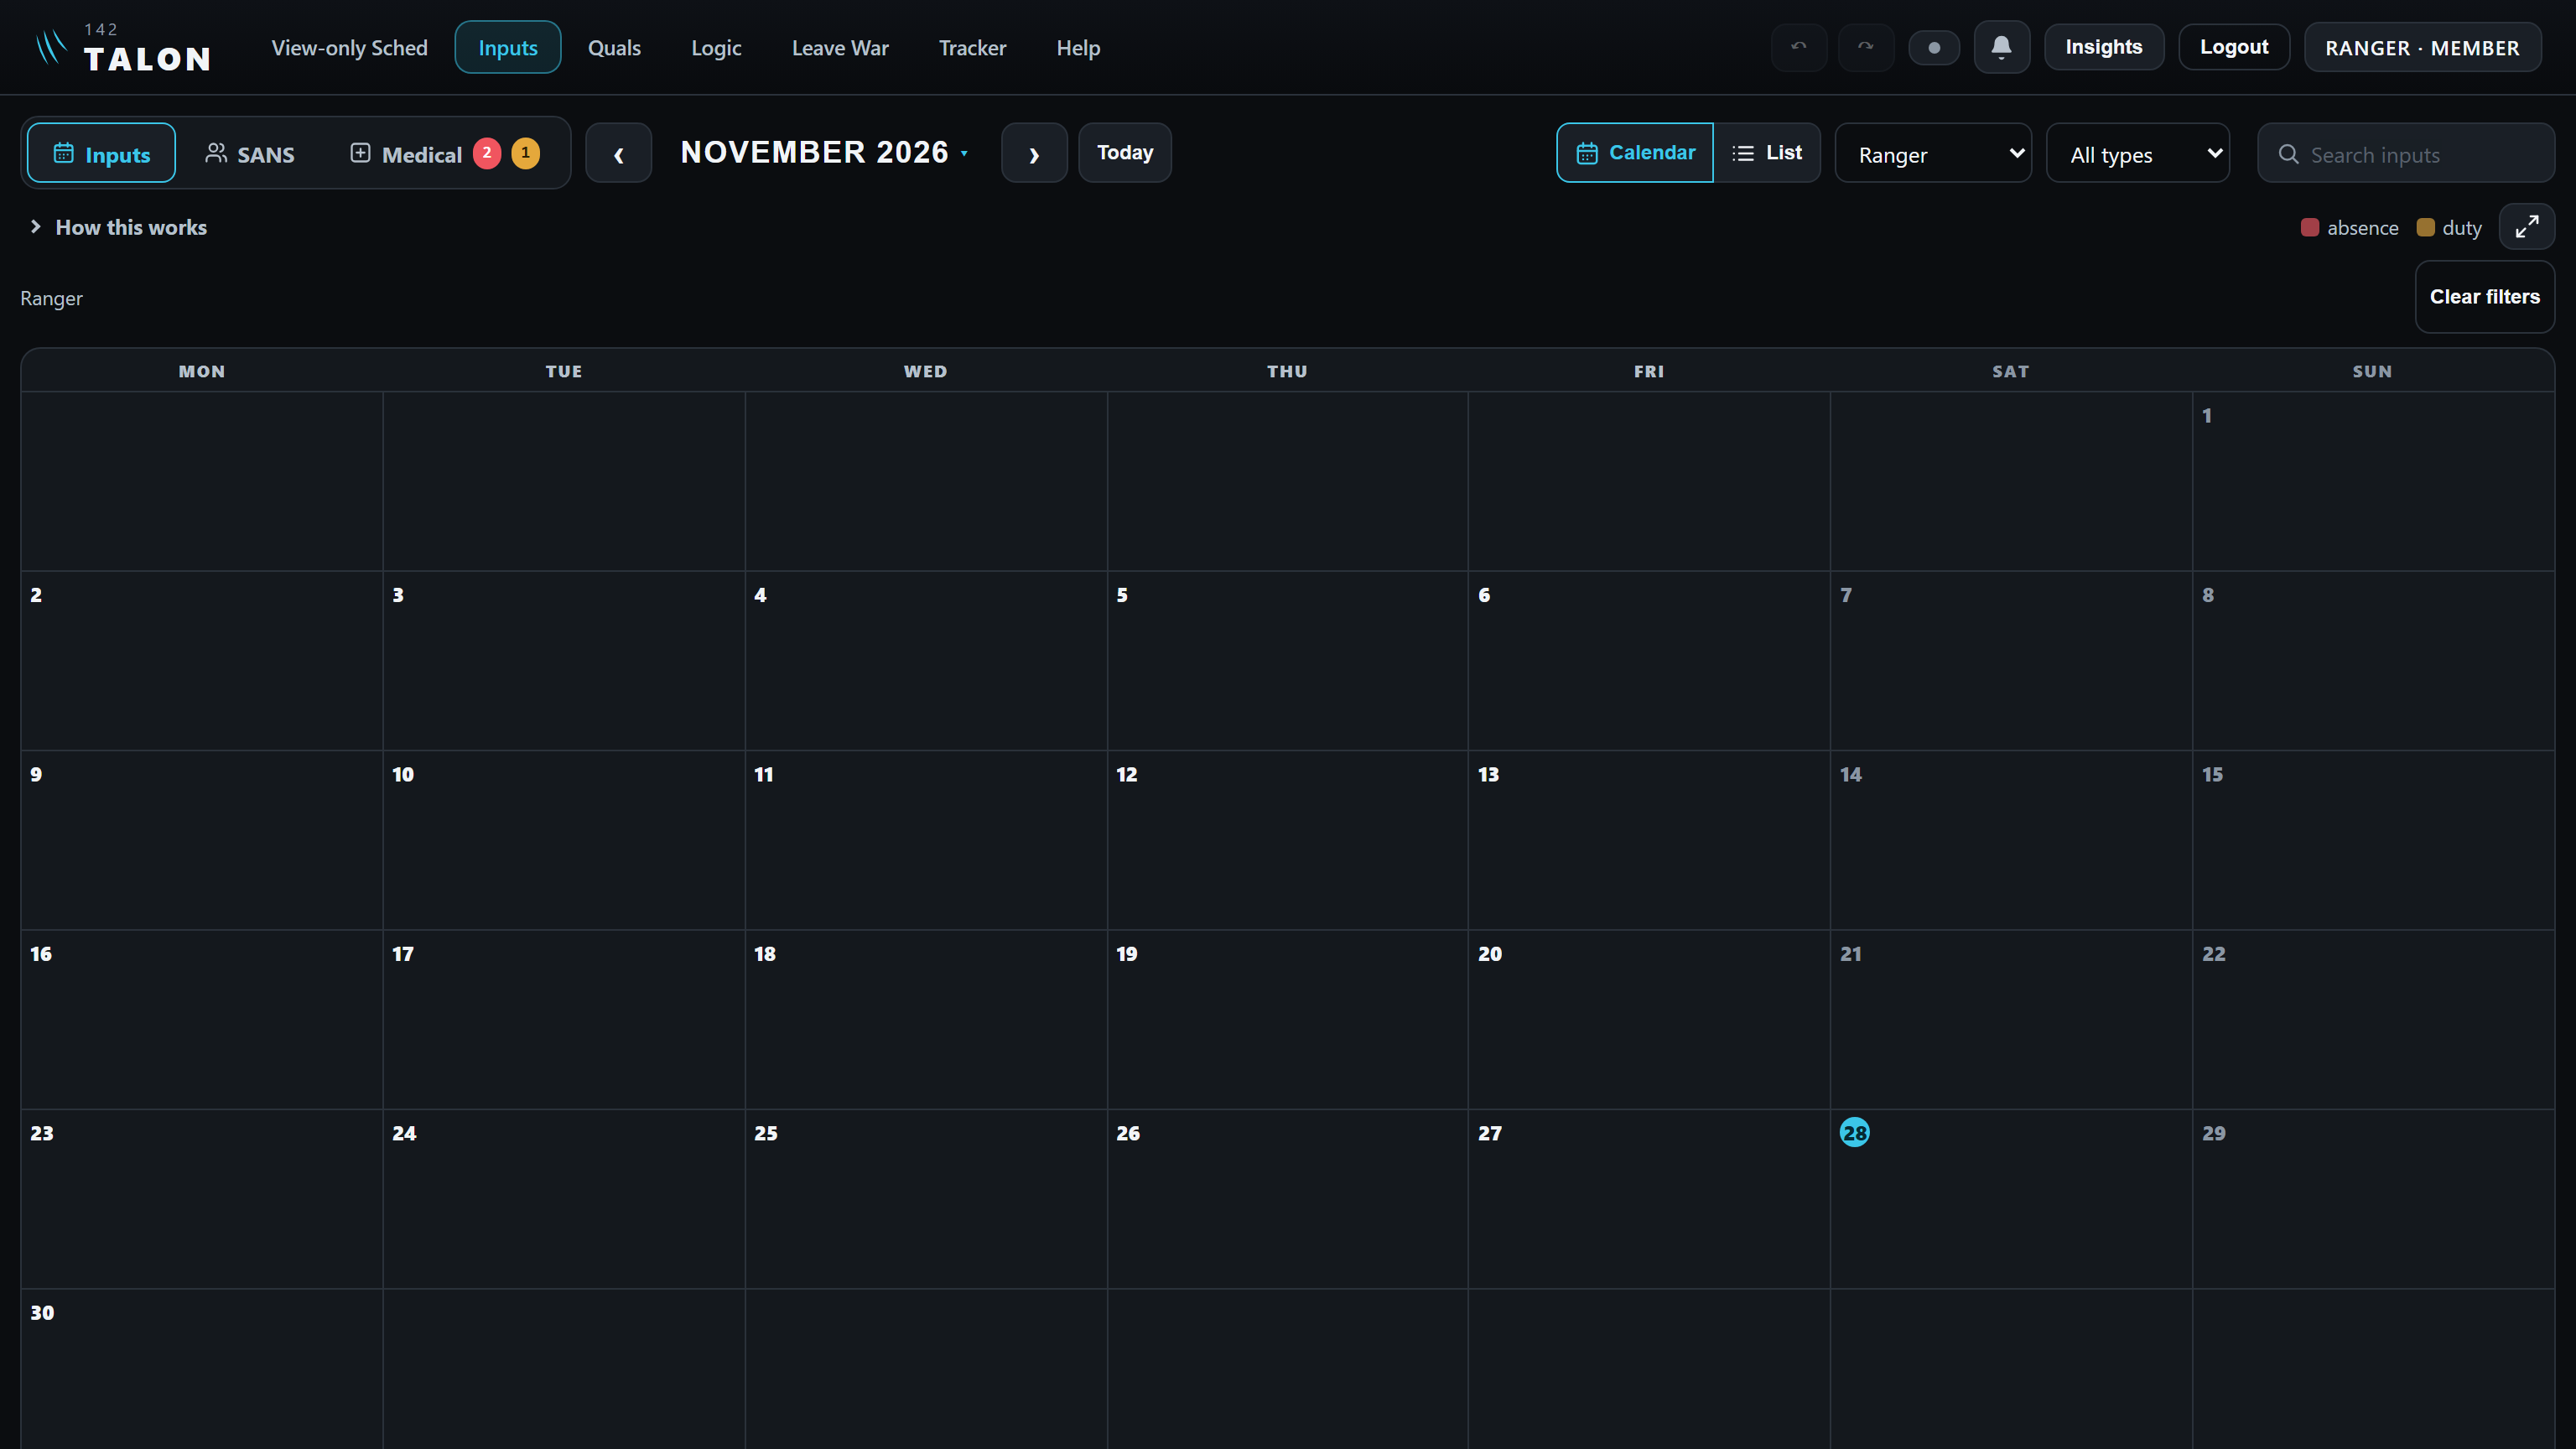 142
TALON
View-only Sched
Inputs
Quals
Logic
Leave War
Tracker
Help
Insights
Logout
RANGER · MEMBER
Inputs
SANS
Medical 2 1
NOVEMBER 2026
Today
Calendar
List
Ranger
All types
Search inputs
How this works
absence
duty
Ranger
Clear filters
MON TUE WED THU FRI SAT SUN
1
2 3 4 5 6 7 8
9 10 11 12 13 14 15
16 17 18 19 20 21 22
23 24 25 26 27 28 29
30